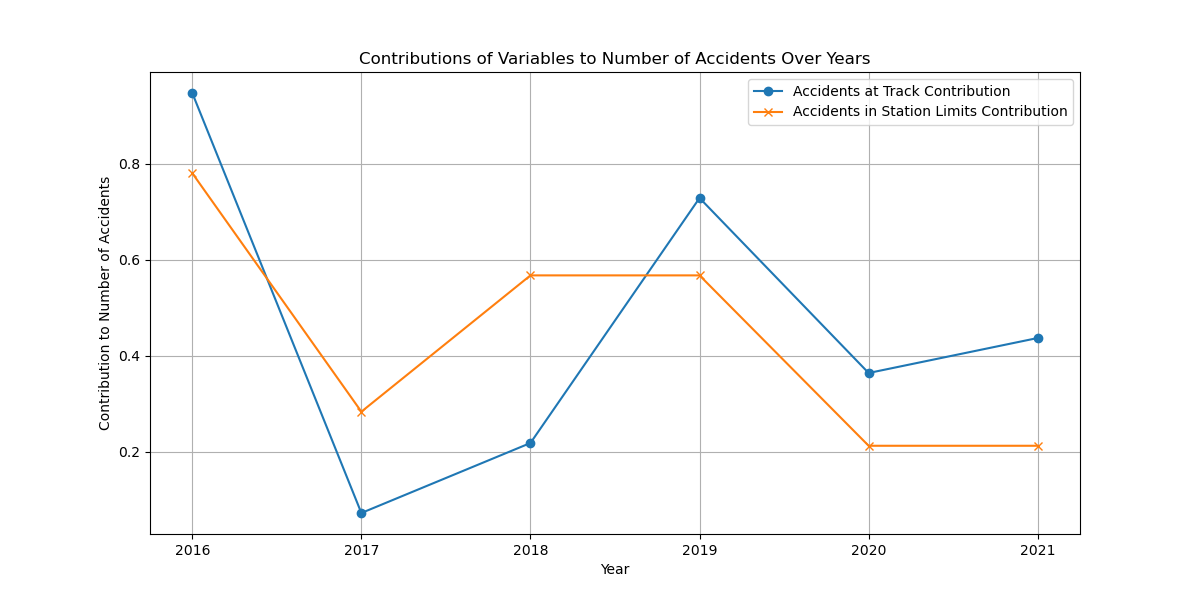 Contributions of Variables to Number of Accidents Over Years
Accidents at Track Contribution
Accidents in Station Limits Contribution
Contribution to Number of Accidents
0.8
0.6
0.4
0.2
2016 2017 2018 2019 2020 2021
Year